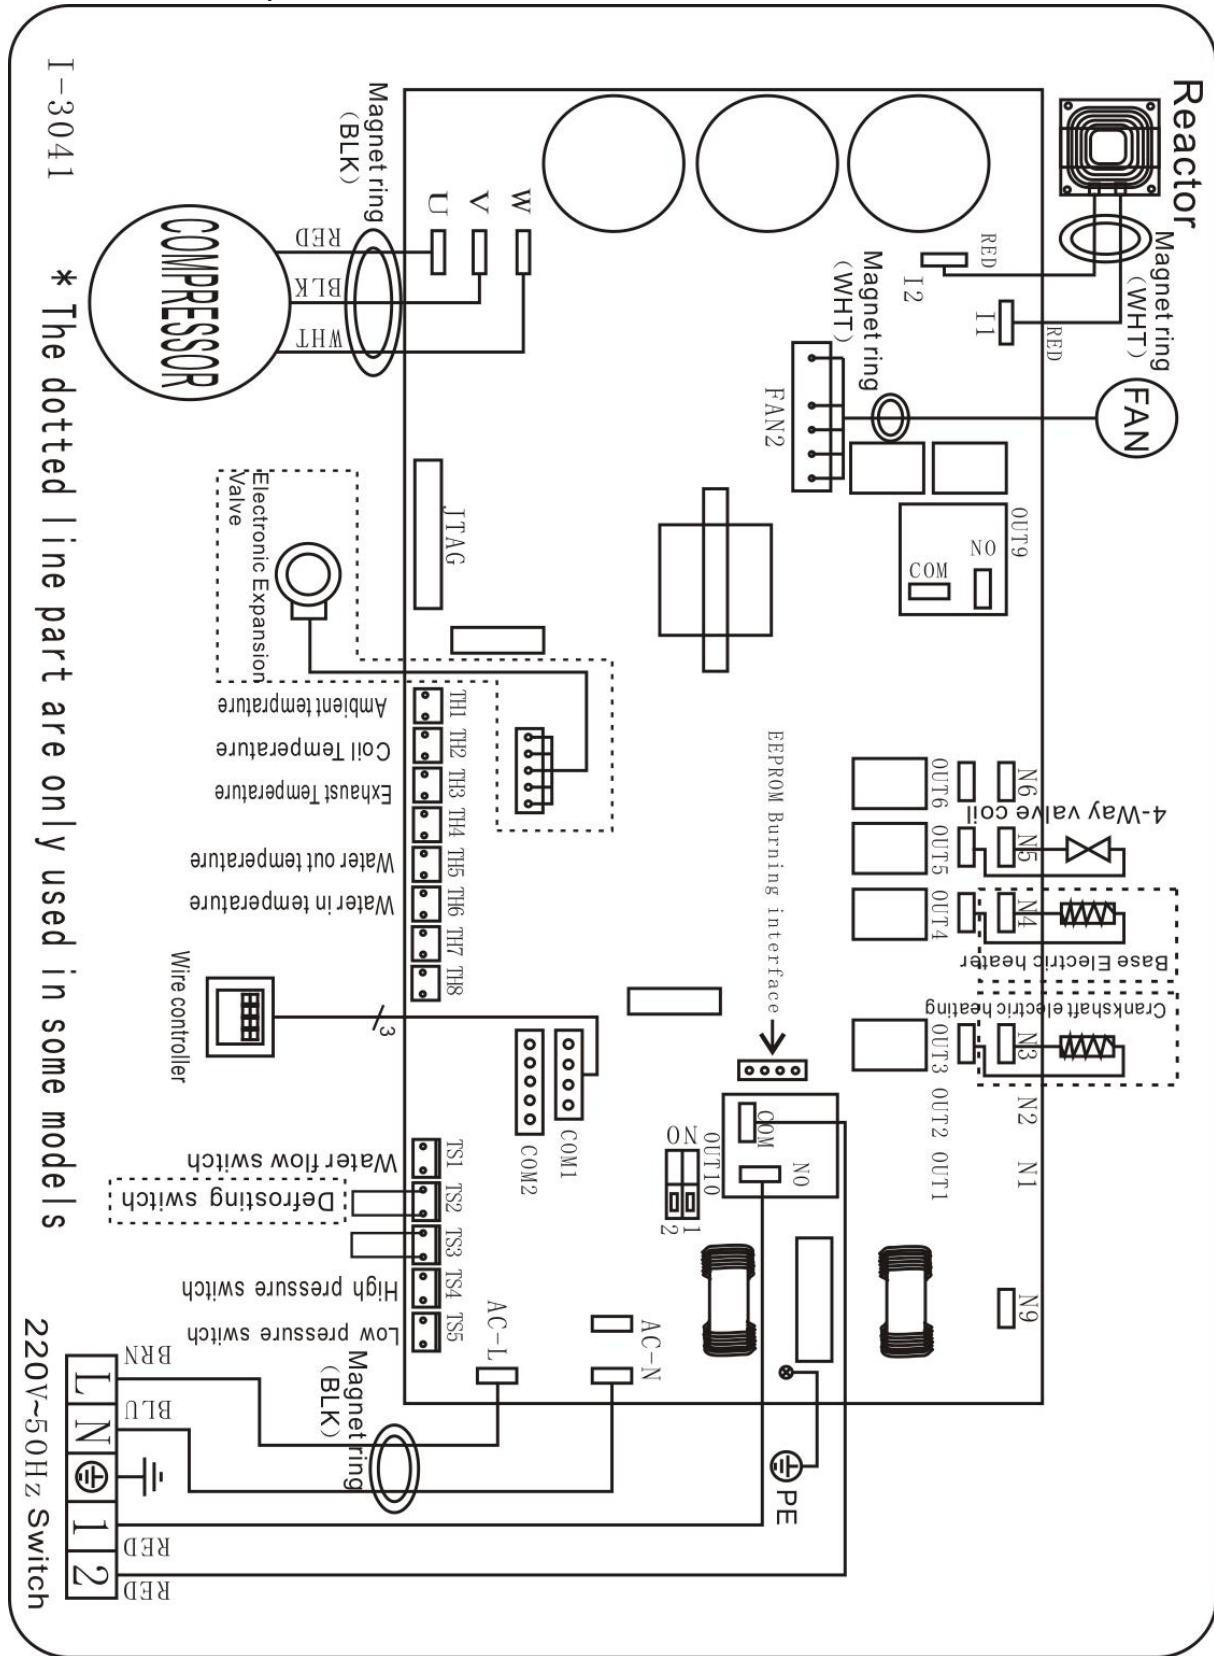 Reactor
Magnet ring
(WHT)
RED
RED
I2
I1
FAN
Magnet ring
(WHT)
FAN2
I-3041
Magnet ring
(BLK)
U
V
W
RED
BLK
WHT
COMPRESSOR
OUT9
NO
COM
JTAG
Electronic Expansion
Valve
Ambient temprature
TH1
Coil Temperature
TH2
Exhaust Temperature
TH3
TH4
Water out temperature
TH5
Water in temperature
TH6
TH7
TH8
EEPROM Burning interface
OUT6
N6
4-Way valve coil
OUT5
N5
OUT4
N4
Base Electric heater
Crankshaft electric heating
OUT3
N3
OUT2
N2
OUT1
N1
N9
Wire controller
3
COM1
COM2
COM
NO
OUT10
ON
1
2
Water flow switch
TS1
Defrosting switch
TS2
TS3
High pressure switch
TS4
Low pressure switch
TS5
AC-L
AC-N
Magnet ring
(BLK)
PE
BRN
BLU
RED
RED
L
N
1
2
220V~50Hz Switch
* The dotted line part are only used in some models